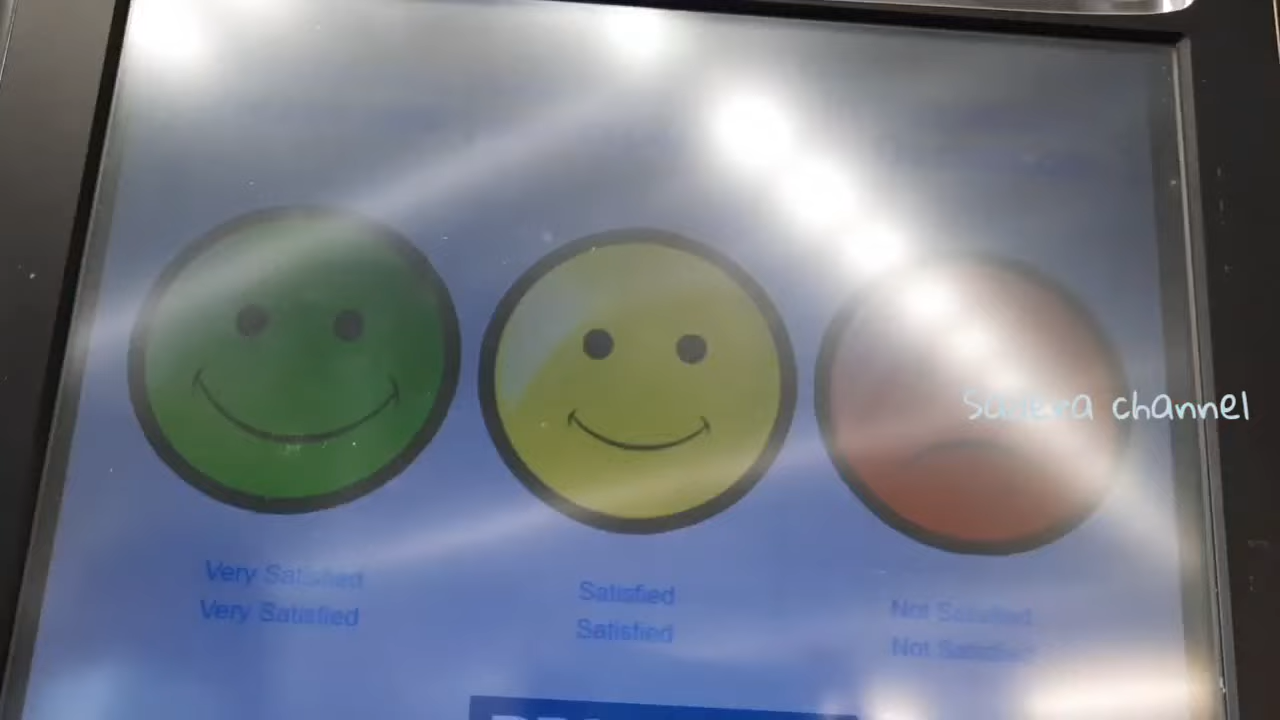 channel
Very Satisfied
Very Satisfied
Satisfied
Satisfied
Not Satisfied
Not Satisfied